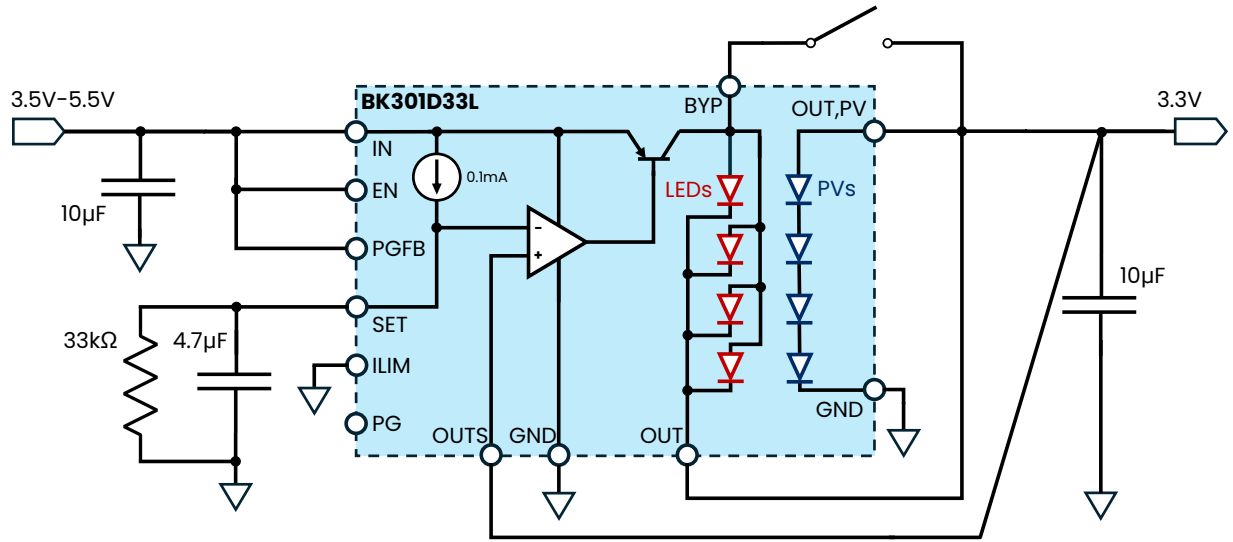 3.5V-5.5V
BK301D33L
BYP
OUT,PV
3.3V
IN
0.1mA
LEDs
PVs
EN
10µF
-
PGFB
+
10µF
SET
33kΩ
4.7µF
ILIM
GND
PG
OUTS
GND
OUT